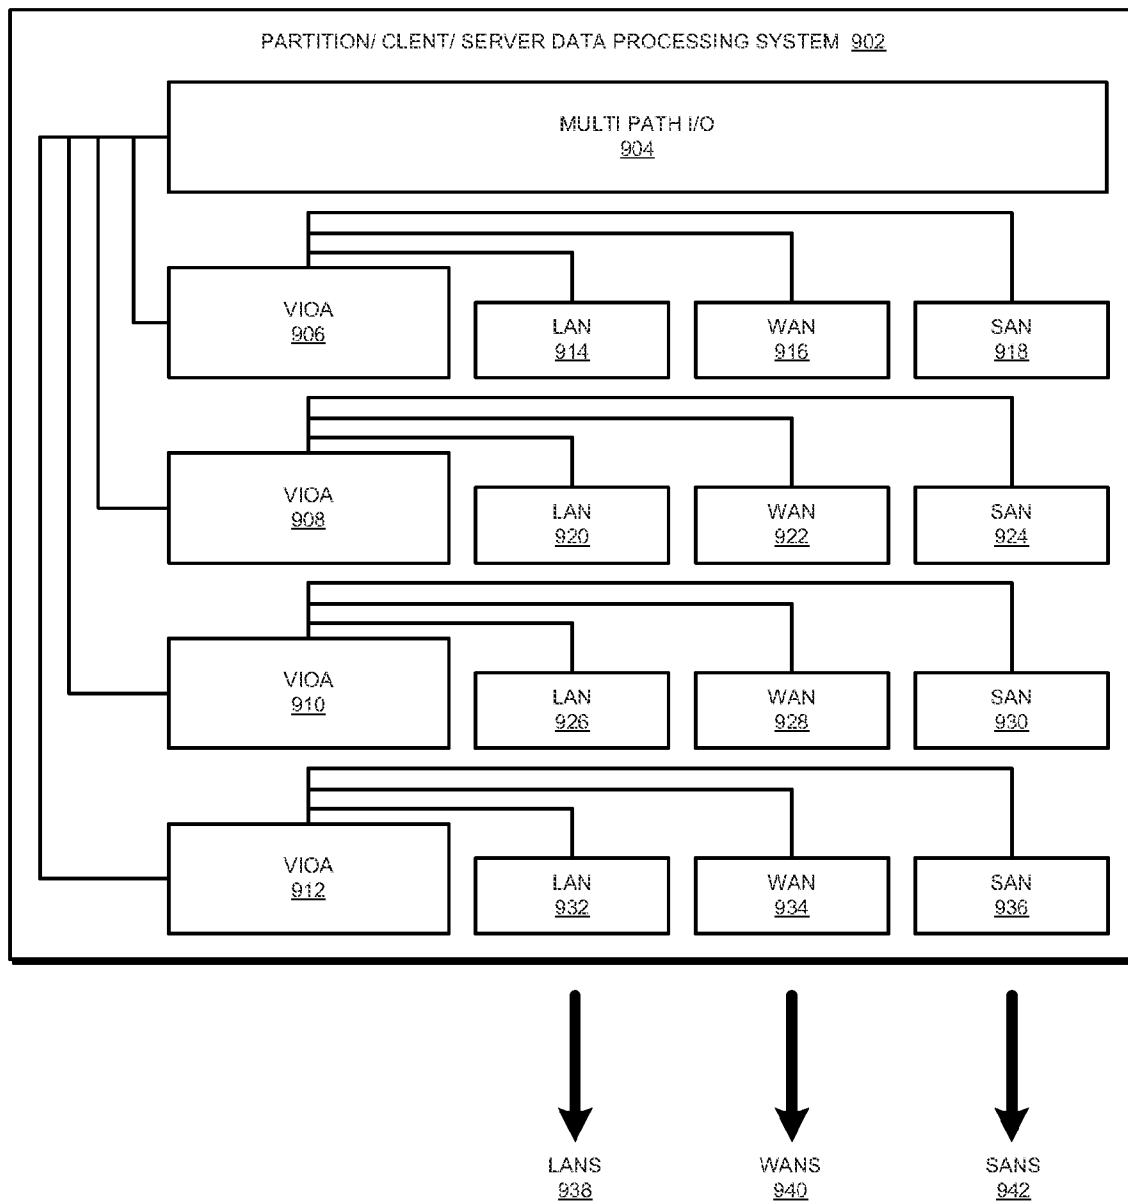 PARTITION/ CLENT/ SERVER DATA PROCESSING SYSTEM 902
MULTI PATH I/O
904
VIOA
906
LAN
914
WAN
916
SAN
918
VIOA
908
LAN
920
WAN
922
SAN
924
VIOA
910
LAN
926
WAN
928
SAN
930
VIOA
912
LAN
932
WAN
934
SAN
936
LANS
938
WANS
940
SANS
942